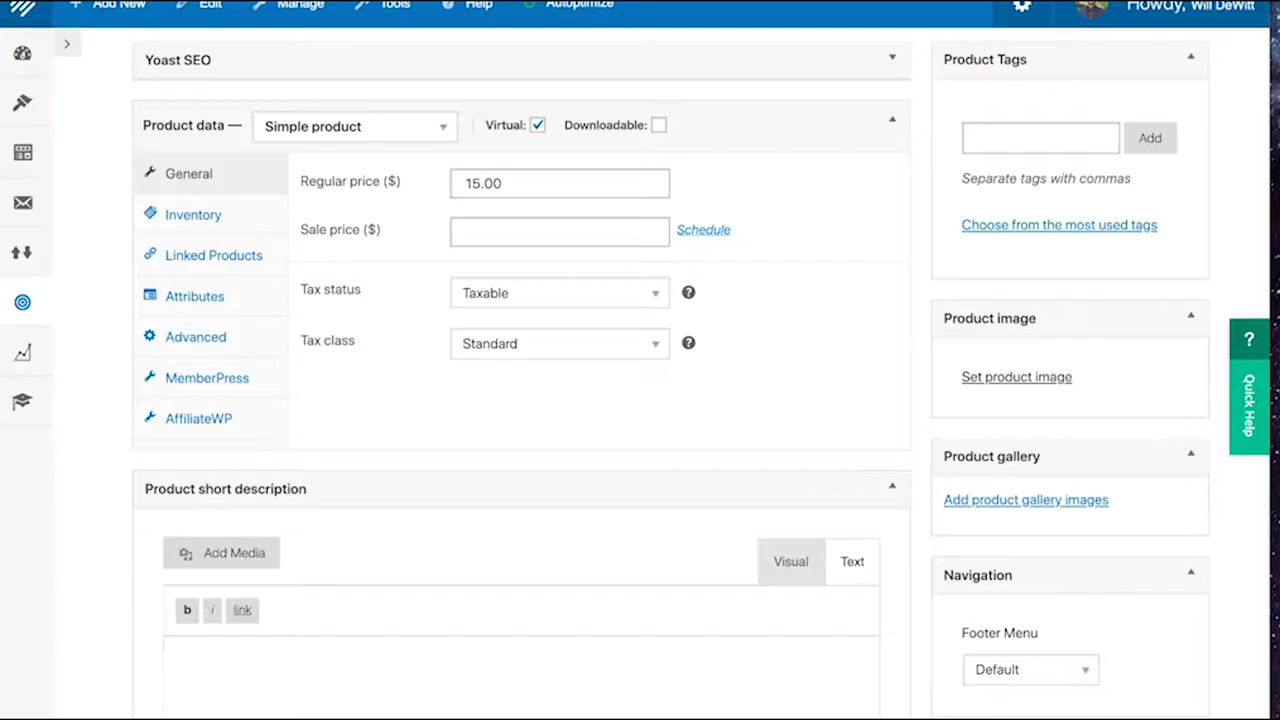 Add New Edit Manage Tools Help Autoptimize Howdy, Will DeWitt
Yoast SEO
Product data — Simple product Virtual: Downloadable:
General
Inventory
Linked Products
Attributes
Advanced
MemberPress
AffiliateWP
Regular price ($) 15.00
Sale price ($) Schedule
Tax status Taxable ?
Tax class Standard ?
Product short description
Add Media
Visual Text
b i link
Product Tags
Add
Separate tags with commas
Choose from the most used tags
Product image
Set product image
Product gallery
Add product gallery images
Navigation
Footer Menu
Default
?
Quick Help